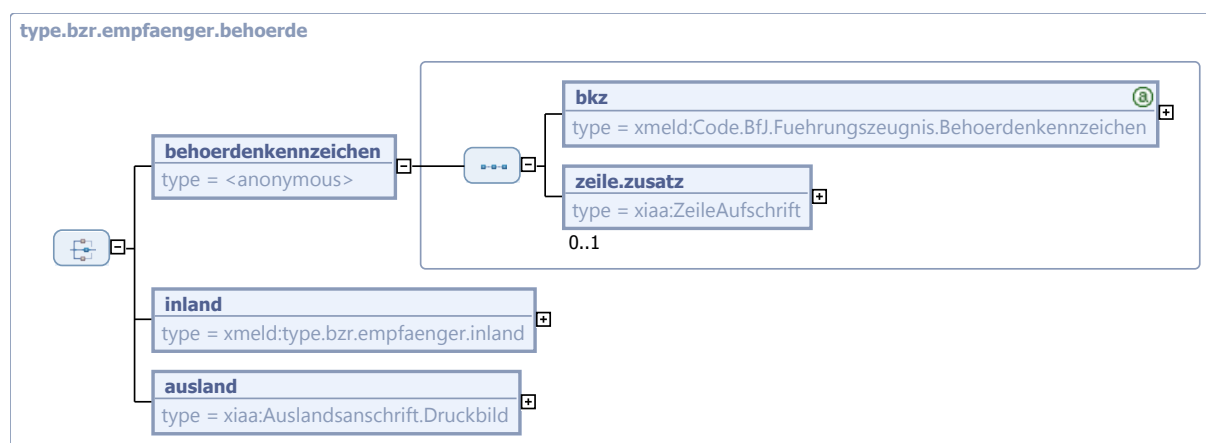 type.bzr.empfaenger.behoerde
bkz
type = xmeld:Code.BfJ.Fuehrungszeugnis.Behoerdenkennzeichen
behoerdenkennzeichen
type = <anonymous>
zeile.zusatz
type = xiaa:ZeileAufschrift
0..1
inland
type = xmeld:type.bzr.empfaenger.inland
ausland
type = xiaa:Auslandsanschrift.Druckbild